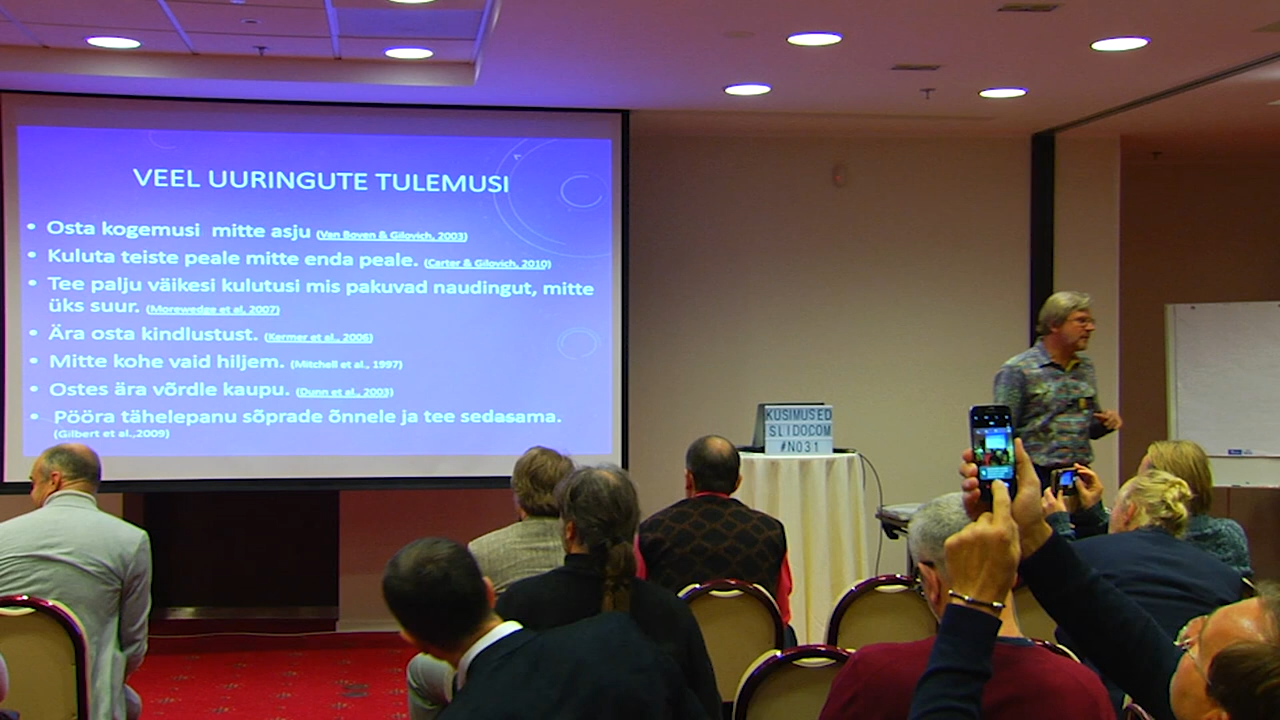 VEEL UURINGUTE TULEMUSI
• Osta kogemusi mitte asju (Van Boven & Gilovich, 2003)
• Kuluta teiste peale mitte enda peale. (Carter & Gilovich, 2010)
• Tee palju väikesi kulutusi mis pakuvad naudingut, mitte
üks suur. (Morewedge et al., 2007)
• Ära osta kindlustust. (Kermer et al., 2006)
• Mitte kohe vaid hiljem. (Mitchell et al., 1997)
• Ostes ära võrdle kaupu. (Dunn et al., 2003)
• Pööra tähelepanu sõprade õnnele ja tee sedasama.
(Gilbert et al.,2009)
KUSIMUSED
SLIDOCOM
#N031